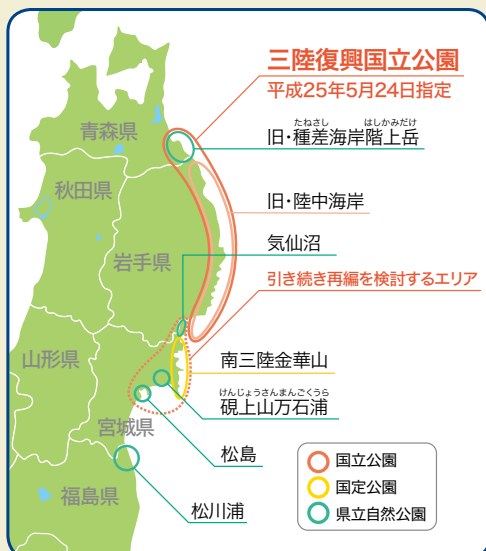 三陸復興国立公園
平成25年5月24日指定
青森県
たねさし はしかみだけ
旧・種差海岸階上岳
秋田県
旧・陸中海岸
気仙沼
岩手県
引き続き再編を検討するエリア
山形県
南三陸金華山
けんじょうさんまんごくうら
硯上山万石浦
宮城県
松島
国立公園
国定公園
県立自然公園
福島県
松川浦